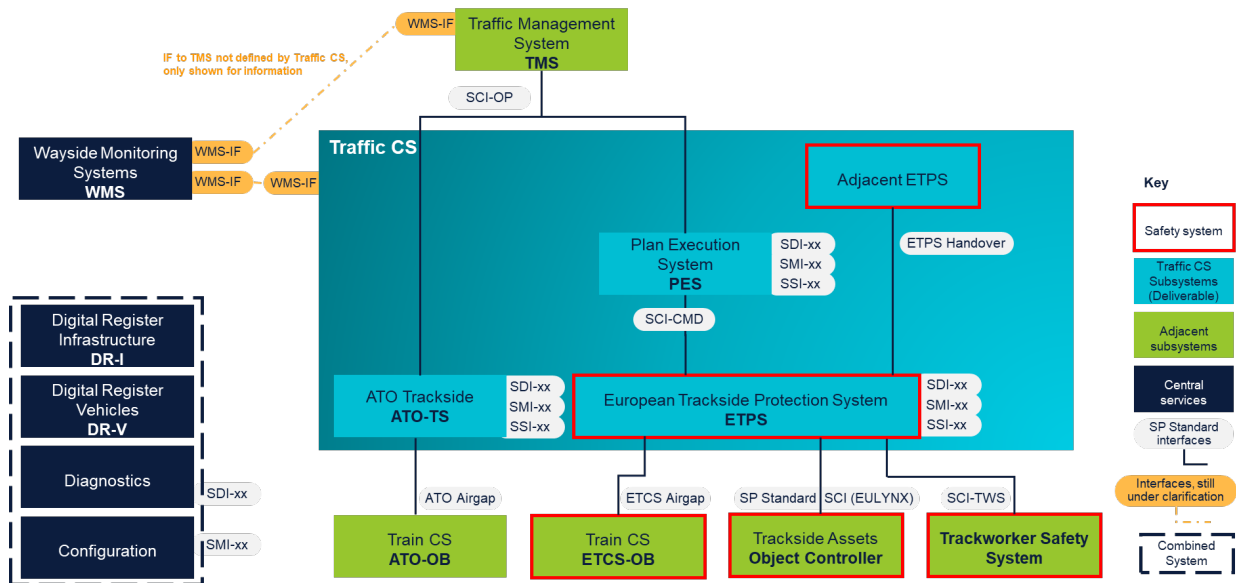 WMS-IF
Traffic Management
System
TMS
IF to TMS not defined by Traffic CS,
only shown for information
SCI-OP
Wayside Monitoring
Systems
WMS
WMS-IF
WMS-IF
WMS-IF
Traffic CS
Adjacent ETPS
ETPS Handover
Plan Execution
System
PES
SDI-xx
SMI-xx
SSI-xx
SCI-CMD
ATO Trackside
ATO-TS
SDI-xx
SMI-xx
SSI-xx
European Trackside Protection System
ETPS
SDI-xx
SMI-xx
SSI-xx
ATO Airgap
ETCS Airgap
SP Standard
SCI (EULYNX)
SCI-TWS
Train CS
ATO-OB
Train CS
ETCS-OB
Trackside Assets
Object Controller
Trackworker Safety
System
Digital Register
Infrastructure
DR-I
Digital Register
Vehicles
DR-V
Diagnostics
SDI-xx
Configuration
SMI-xx
Key
Safety system
Traffic CS
Subsystems
(Deliverable)
Adjacent
subsystems
Central
services
SP Standard
interfaces
Interfaces, still
under clarification
Combined
System